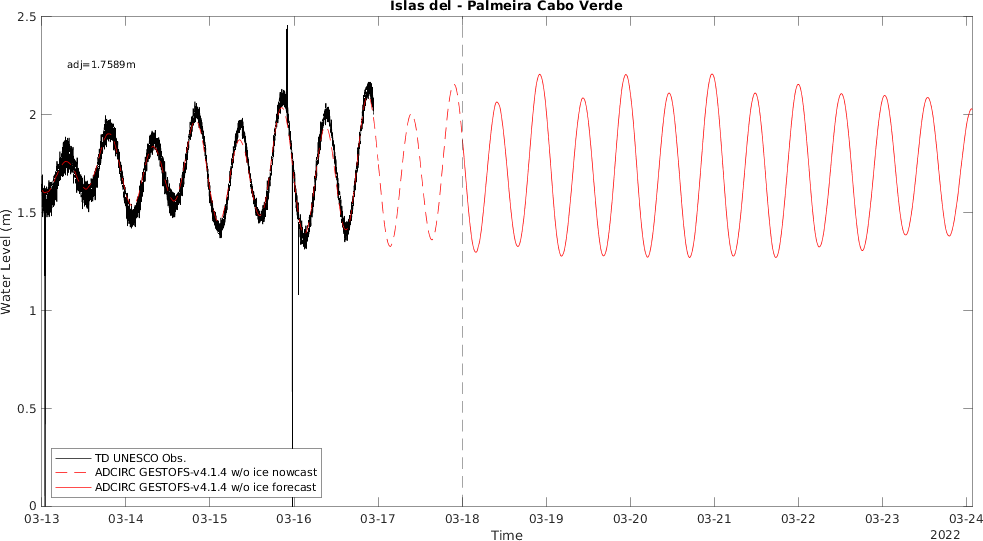 Islas del - Palmeira Cabo Verde
2.5
adj=1.7589m
2
1.5
Water Level (m)
1
0.5
TD UNESCO Obs.
ADCIRC GESTOFS-v4.1.4 w/o ice nowcast
ADCIRC GESTOFS-v4.1.4 w/o ice forecast
0
03-13 03-14 03-15 03-16 03-17 03-18 03-19 03-20 03-21 03-22 03-23 03-24
Time
2022